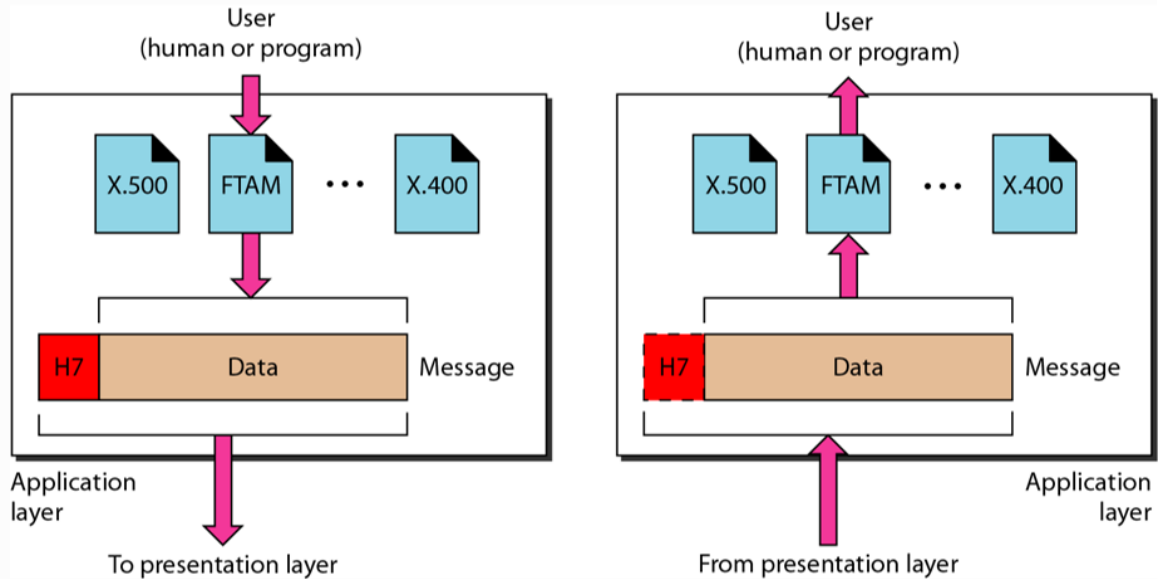 User
(human or program)
X.500
FTAM
...
X.400
H7
Data
Message
Application
layer
To presentation layer
User
(human or program)
X.500
FTAM
...
X.400
H7
Data
Message
Application
layer
From presentation layer